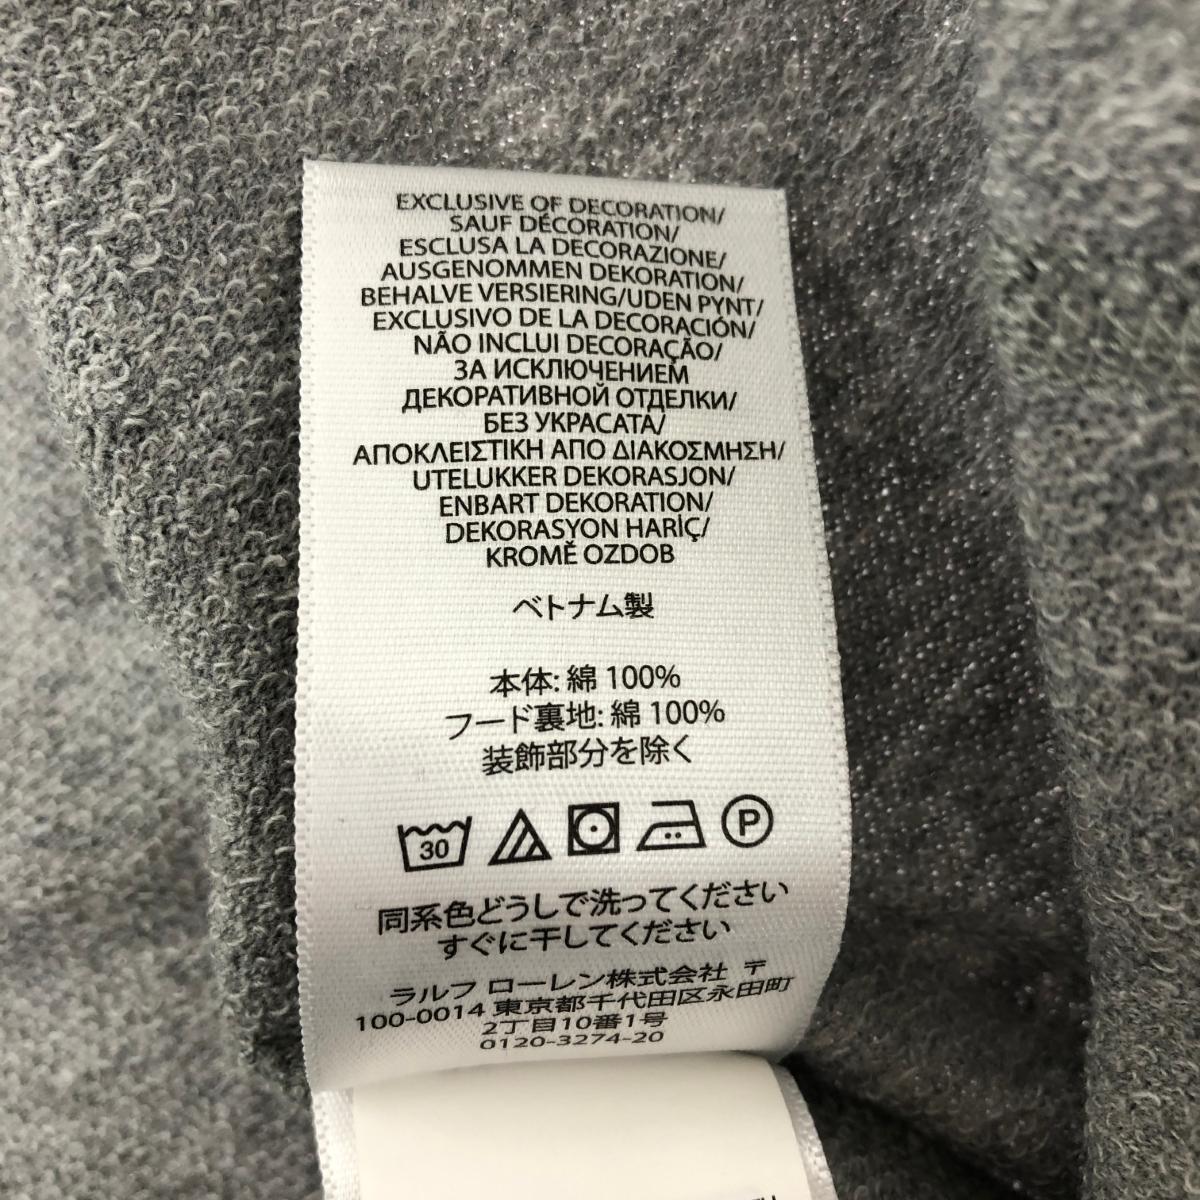 EXCLUSIVE OF DECORATION/
SAUF DÉCORATION/
ESCLUSA LA DECORAZIONE/
AUSGENOMMEN DEKORATION/
BEHALVE VERSIERING/UDEN PYNT/
EXCLUSIVO DE LA DECORACIÓN/
NÃO INCLUI DECORAÇÃO/
ЗА ИСКЛЮЧЕНИЕМ
ДЕКОРАТИВНОЙ ОТДЕЛКИ/
БЕЗ УКРАСАТА/
ΑΠΟΚΛΕΙΣΤΙΚΗ ΑΠΟ ΔΙΑΚΟΣΜΗΣΗ/
UTELUKKER DEKORASJON/
ENBART DEKORATION/
DEKORASYON HARİÇ/
KROMĚ OZDOB
ベトナム製
本体: 綿 100%
フード裏地: 綿 100%
装飾部分を除く
30 P
同系色どうしで洗ってください
すぐに干してください
ラルフ ローレン株式会社 〒
100-0014 東京都千代田区永田町
2丁目10番1号
0120-3274-20